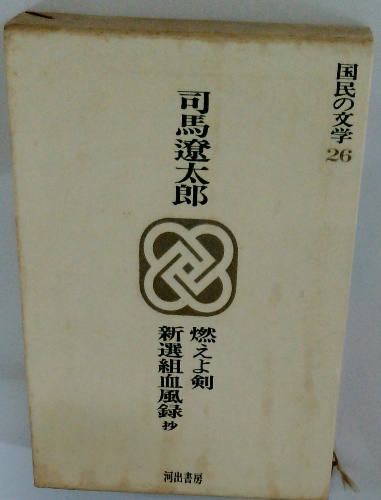 国民の文学
26
司馬遼太郎
燃えよ剣
新選組血風録 抄
河出書房